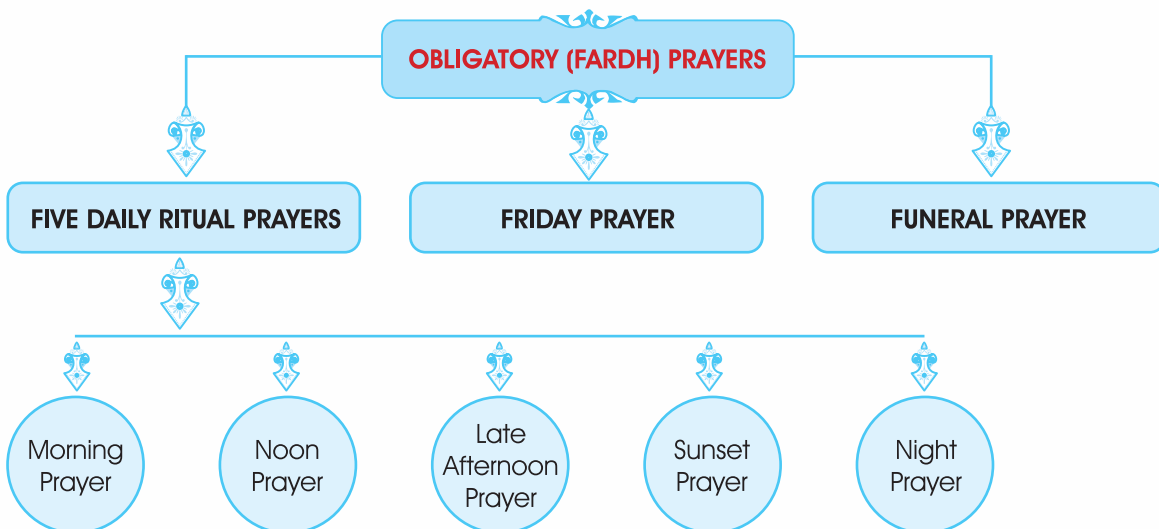 OBLIGATORY (FARDH) PRAYERS
FIVE DAILY RITUAL PRAYERS
FRIDAY PRAYER
FUNERAL PRAYER
Morning
Prayer
Noon
Prayer
Late
Afternoon
Prayer
Sunset
Prayer
Night
Prayer